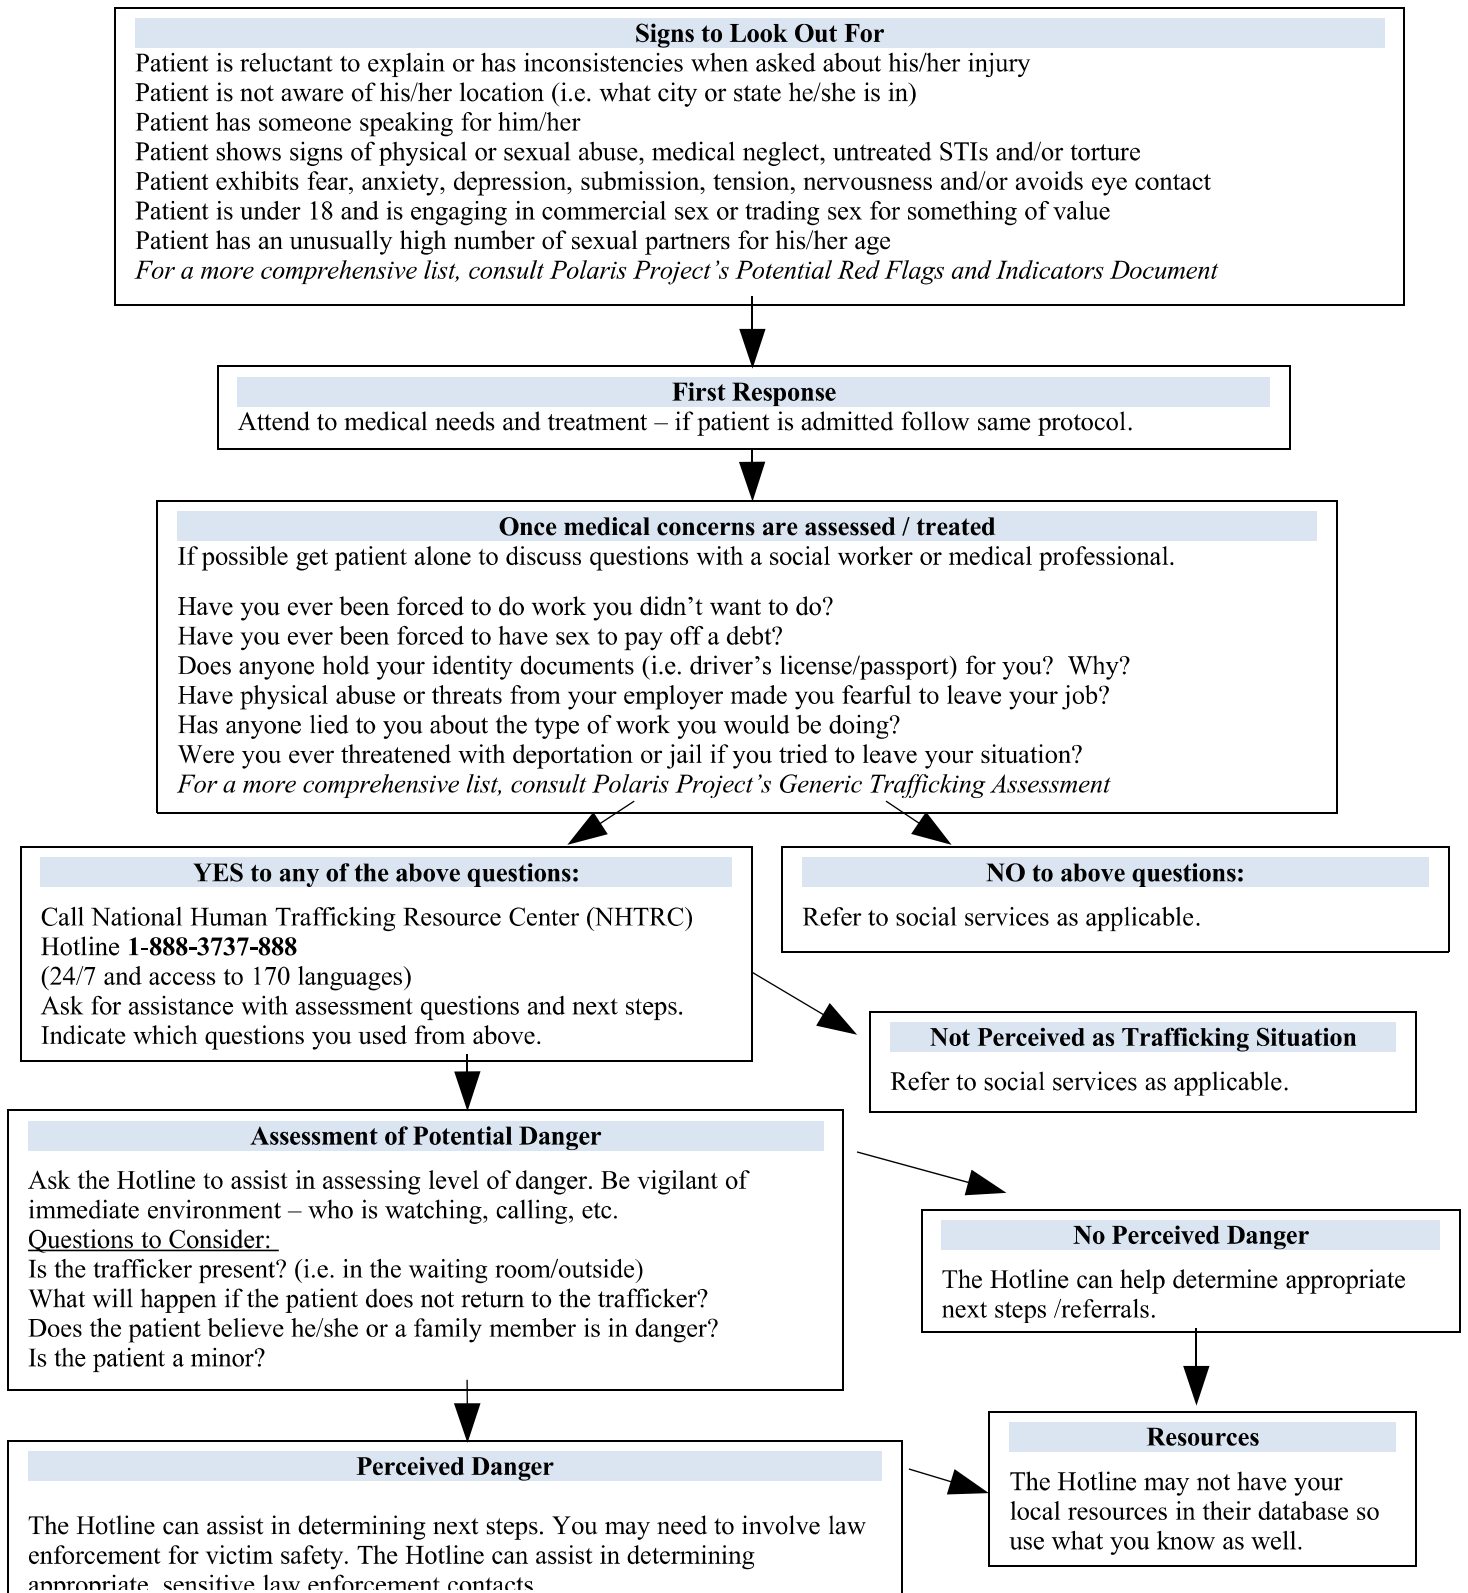 Signs to Look Out For
Patient is reluctant to explain or has inconsistencies when asked about his/her injury
Patient is not aware of his/her location (i.e. what city or state he/she is in)
Patient has someone speaking for him/her
Patient shows signs of physical or sexual abuse, medical neglect, untreated STIs and/or torture
Patient exhibits fear, anxiety, depression, submission, tension, nervousness and/or avoids eye contact
Patient is under 18 and is engaging in commercial sex or trading sex for something of value
Patient has an unusually high number of sexual partners for his/her age
For a more comprehensive list, consult Polaris Project’s Potential Red Flags and Indicators Document
First Response
Attend to medical needs and treatment – if patient is admitted follow same protocol.
Once medical concerns are assessed / treated
If possible get patient alone to discuss questions with a social worker or medical professional.
Have you ever been forced to do work you didn’t want to do?
Have you ever been forced to have sex to pay off a debt?
Does anyone hold your identity documents (i.e. driver’s license/passport) for you?  Why?
Have physical abuse or threats from your employer made you fearful to leave your job?
Has anyone lied to you about the type of work you would be doing?
Were you ever threatened with deportation or jail if you tried to leave your situation?
For a more comprehensive list, consult Polaris Project’s Generic Trafficking Assessment
YES to any of the above questions:
Call National Human Trafficking Resource Center (NHTRC)
Hotline 1-888-3737-888
(24/7 and access to 170 languages)
Ask for assistance with assessment questions and next steps.
Indicate which questions you used from above.
NO to above questions:
Refer to social services as applicable.
Not Perceived as Trafficking Situation
Refer to social services as applicable.
Assessment of Potential Danger
Ask the Hotline to assist in assessing level of danger. Be vigilant of
immediate environment – who is watching, calling, etc.
Questions to Consider:
Is the trafficker present? (i.e. in the waiting room/outside)
What will happen if the patient does not return to the trafficker?
Does the patient believe he/she or a family member is in danger?
Is the patient a minor?
No Perceived Danger
The Hotline can help determine appropriate
next steps /referrals.
Resources
The Hotline may not have your
local resources in their database so
use what you know as well.
Perceived Danger
The Hotline can assist in determining next steps. You may need to involve law
enforcement for victim safety. The Hotline can assist in determining
appropriate, sensitive law enforcement contacts